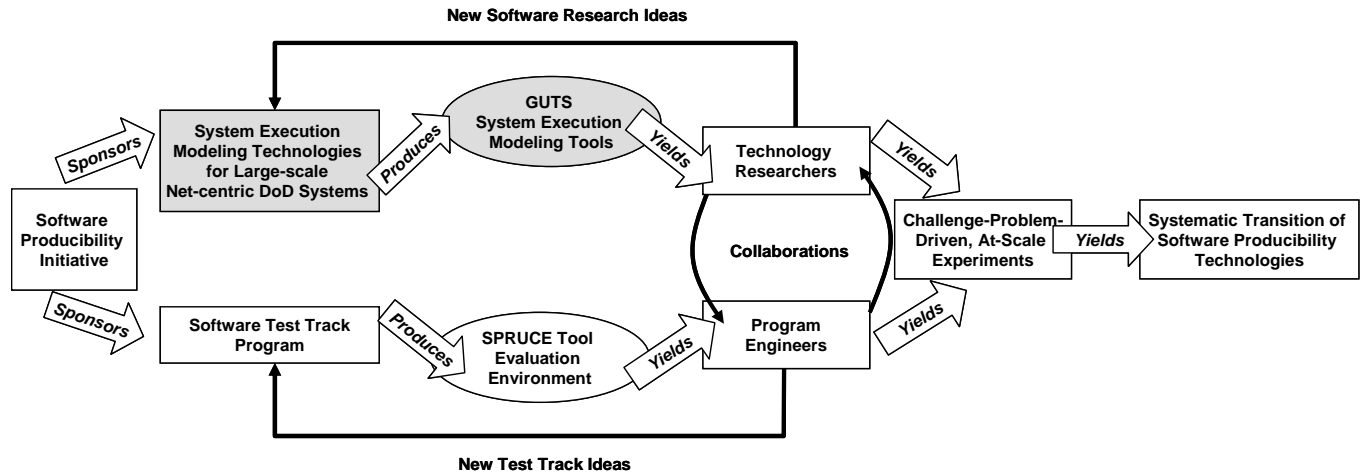 New Software Research Ideas
Sponsors
System Execution
Modeling Technologies
for Large-scale
Net-centric DoD Systems
Produces
GUTS
System Execution
Modeling Tools
Yields
Technology
Researchers
Yields
Software
Producibility
Initiative
Collaborations
Challenge-Problem-
Driven, At-Scale
Experiments
Yields
Systematic Transition of
Software Producibility
Technologies
Sponsors
Software Test Track
Program
Produces
SPRUCE Tool
Evaluation
Environment
Yields
Program
Engineers
Yields
New Test Track Ideas